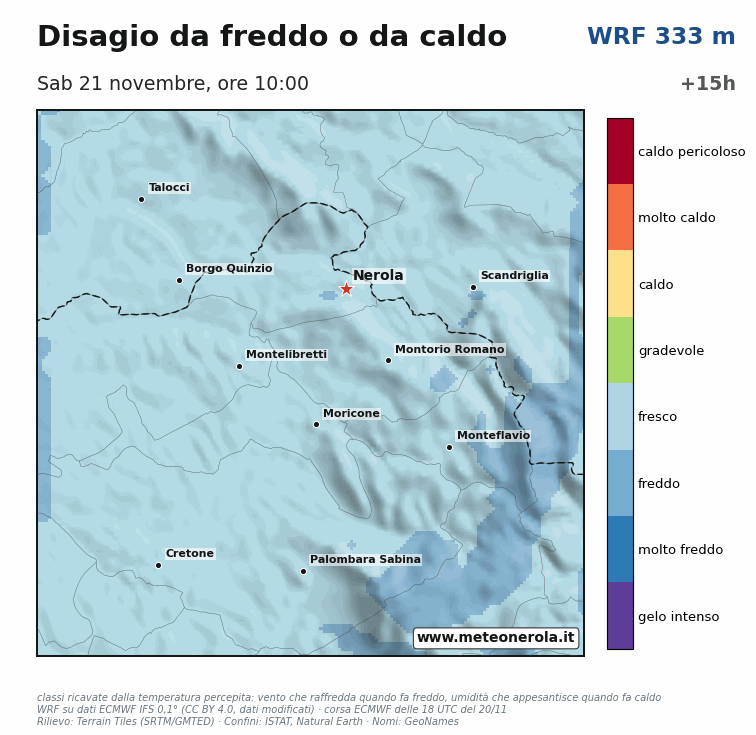 Disagio da freddo o da caldo
WRF 333 m
Sab 21 novembre, ore 10:00
+15h
caldo pericoloso
molto caldo
caldo
gradevole
fresco
freddo
molto freddo
gelo intenso
Talocci
Borgo Quinzio
Nerola
Scandriglia
Montelibretti
Montorio Romano
Moricone
Monteflavio
Cretone
Palombara Sabina
www.meteonerola.it
classi ricavate dalla temperatura percepita: vento che raffredda quando fa freddo, umidità che appesantisce quando fa caldo
WRF su dati ECMWF IFS 0,1° (CC BY 4.0, dati modificati) · corsa ECMWF delle 18 UTC del 20/11
Rilievo: Terrain Tiles (SRTM/GMTED) · Confini: ISTAT, Natural Earth · Nomi: GeoNames